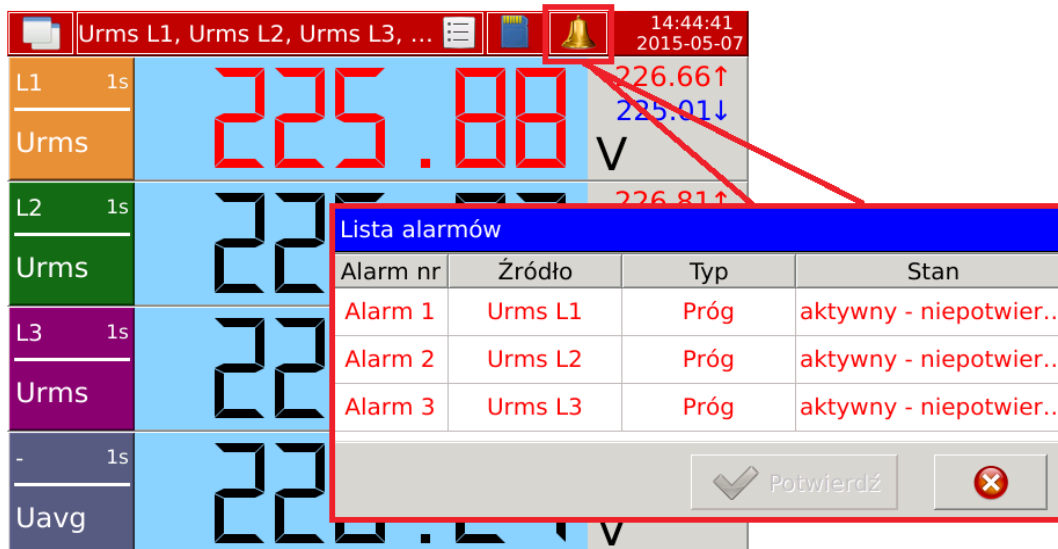 Urms L1, Urms L2, Urms L3, ...
14:44:41
2015-05-07
L1 1s
Urms
225.88
226.66↑
225.01↓
V
L2 1s
Urms
226.81↑
Lista alarmów
Alarm nr Źródło Typ Stan
Alarm 1 Urms L1 Próg aktywny - niepotwier..
Alarm 2 Urms L2 Próg aktywny - niepotwier..
Alarm 3 Urms L3 Próg aktywny - niepotwier..
Potwierdź
L3 1s
Urms
- 1s
Uavg
V